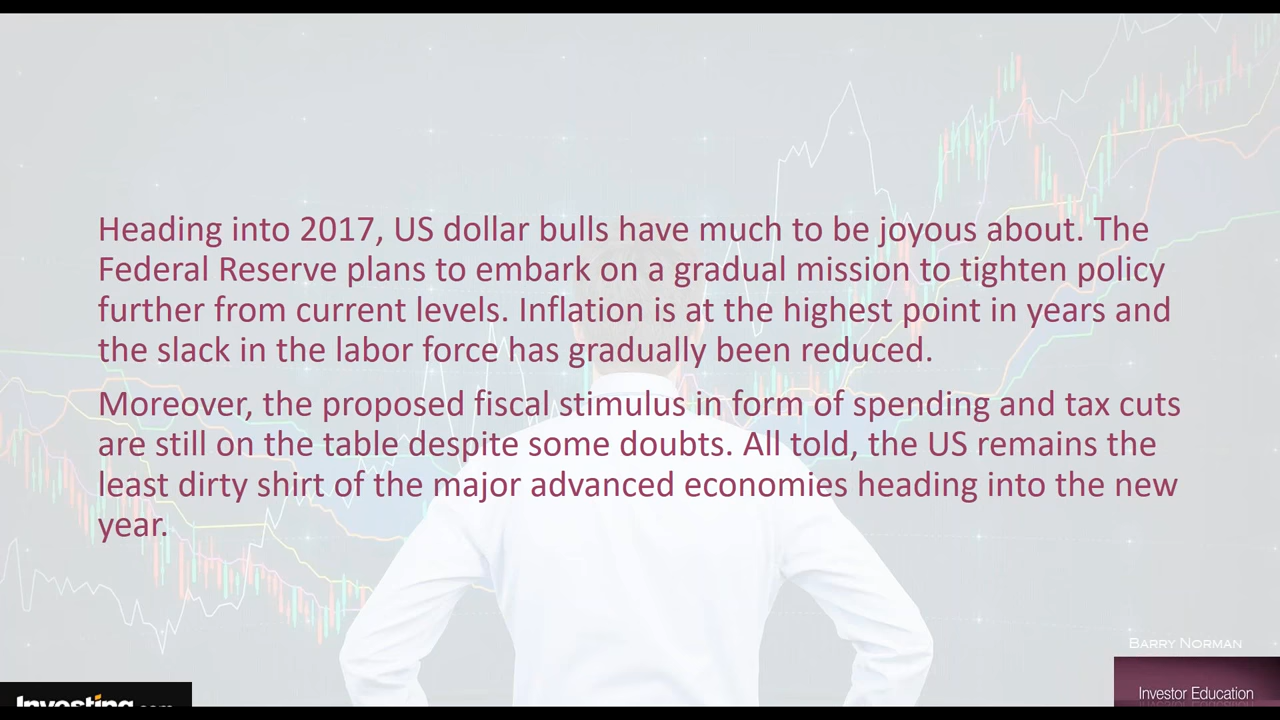 Heading into 2017, US dollar bulls have much to be joyous about. The
Federal Reserve plans to embark on a gradual mission to tighten policy
further from current levels. Inflation is at the highest point in years and
the slack in the labor force has gradually been reduced.
Moreover, the proposed fiscal stimulus in form of spending and tax cuts
are still on the table despite some doubts. All told, the US remains the
least dirty shirt of the major advanced economies heading into the new
year.
Barry Norman
Investing.com
Investor Education